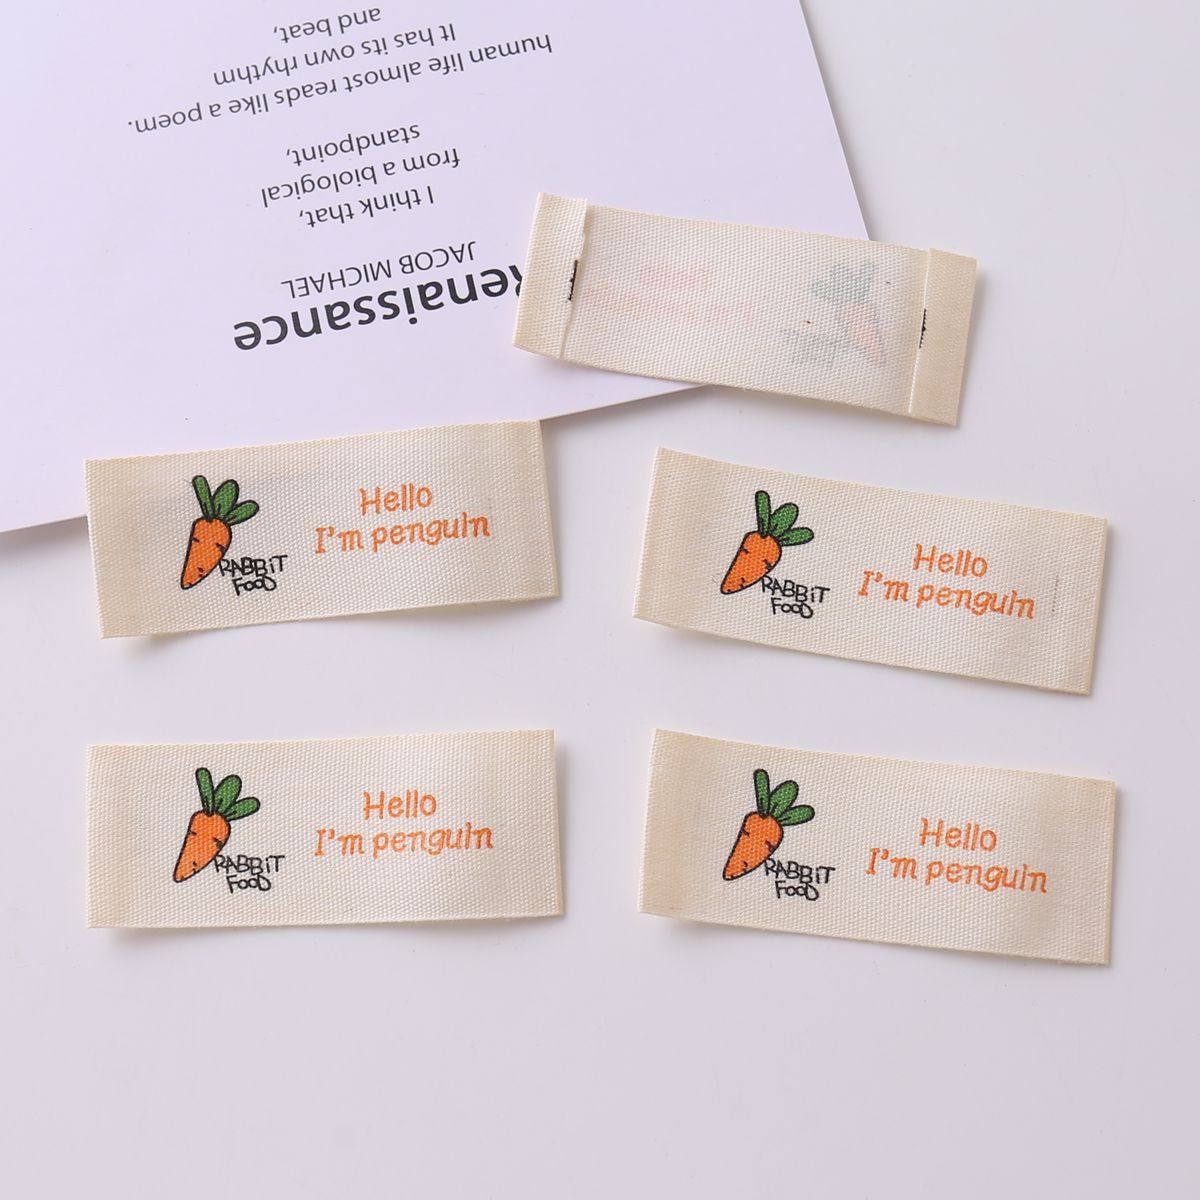 Renaissance
JACOB MICHAEL
I think that,
from a biological
standpoint,
human life almost reads like a poem.
It has its own rhythm
and beat,
Hello
I'm penguin
RABBiT
FOOD
Hello
I'm penguin
RABBiT
FOOD
Hello
I'm penguin
RABBiT
FOOD
Hello
I'm penguin
RABBiT
FOOD